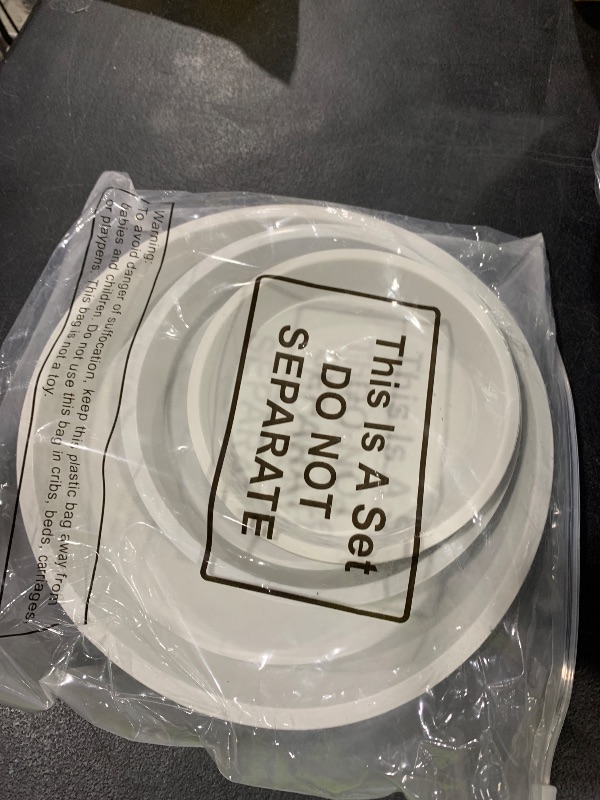 This Is A Set
DO NOT
SEPARATE
Warning:
To avoid danger of suffocation, keep this plastic bag away from
babies and children. Do not use this bag in cribs, beds, carriages,
or playpens. This bag is not a toy.